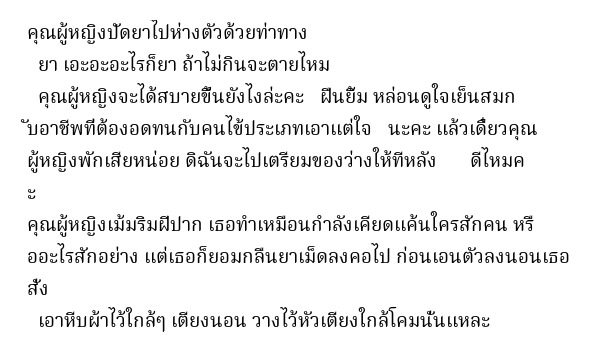 คุณผู้หญิงปัดยาไปห่างตัวด้วยท่าทาง
ยา เอะอะอะไรก็ยา ถ้าไม่กินจะตายไหม
คุณผู้หญิงจะได้สบายขึ้นยังไงล่ะคะ ฝืนยิ้ม หล่อนดูใจเย็นสมก
ับอาชีพที่ต้องอดทนกับคนไข้ประเภทเอาแต่ใจ นะคะ แล้วเดี๋ยวคุณ
ผู้หญิงพักเสียหน่อย ดิฉันจะไปเตรียมของว่างให้ทีหลัง ดีไหมค
ะ
คุณผู้หญิงเม้มริมฝีปาก เธอทำเหมือนกำลังเคียดแค้นใครสักคน หรื
ออะไรสักอย่าง แต่เธอก็ยอมกลืนยาเม็ดลงคอไป ก่อนเอนตัวลงนอนเธอ
สั่ง
เอาหีบผ้าไว้ใกล้ๆ เตียงนอน วางไว้หัวเตียงใกล้โคมนั่นแหละ